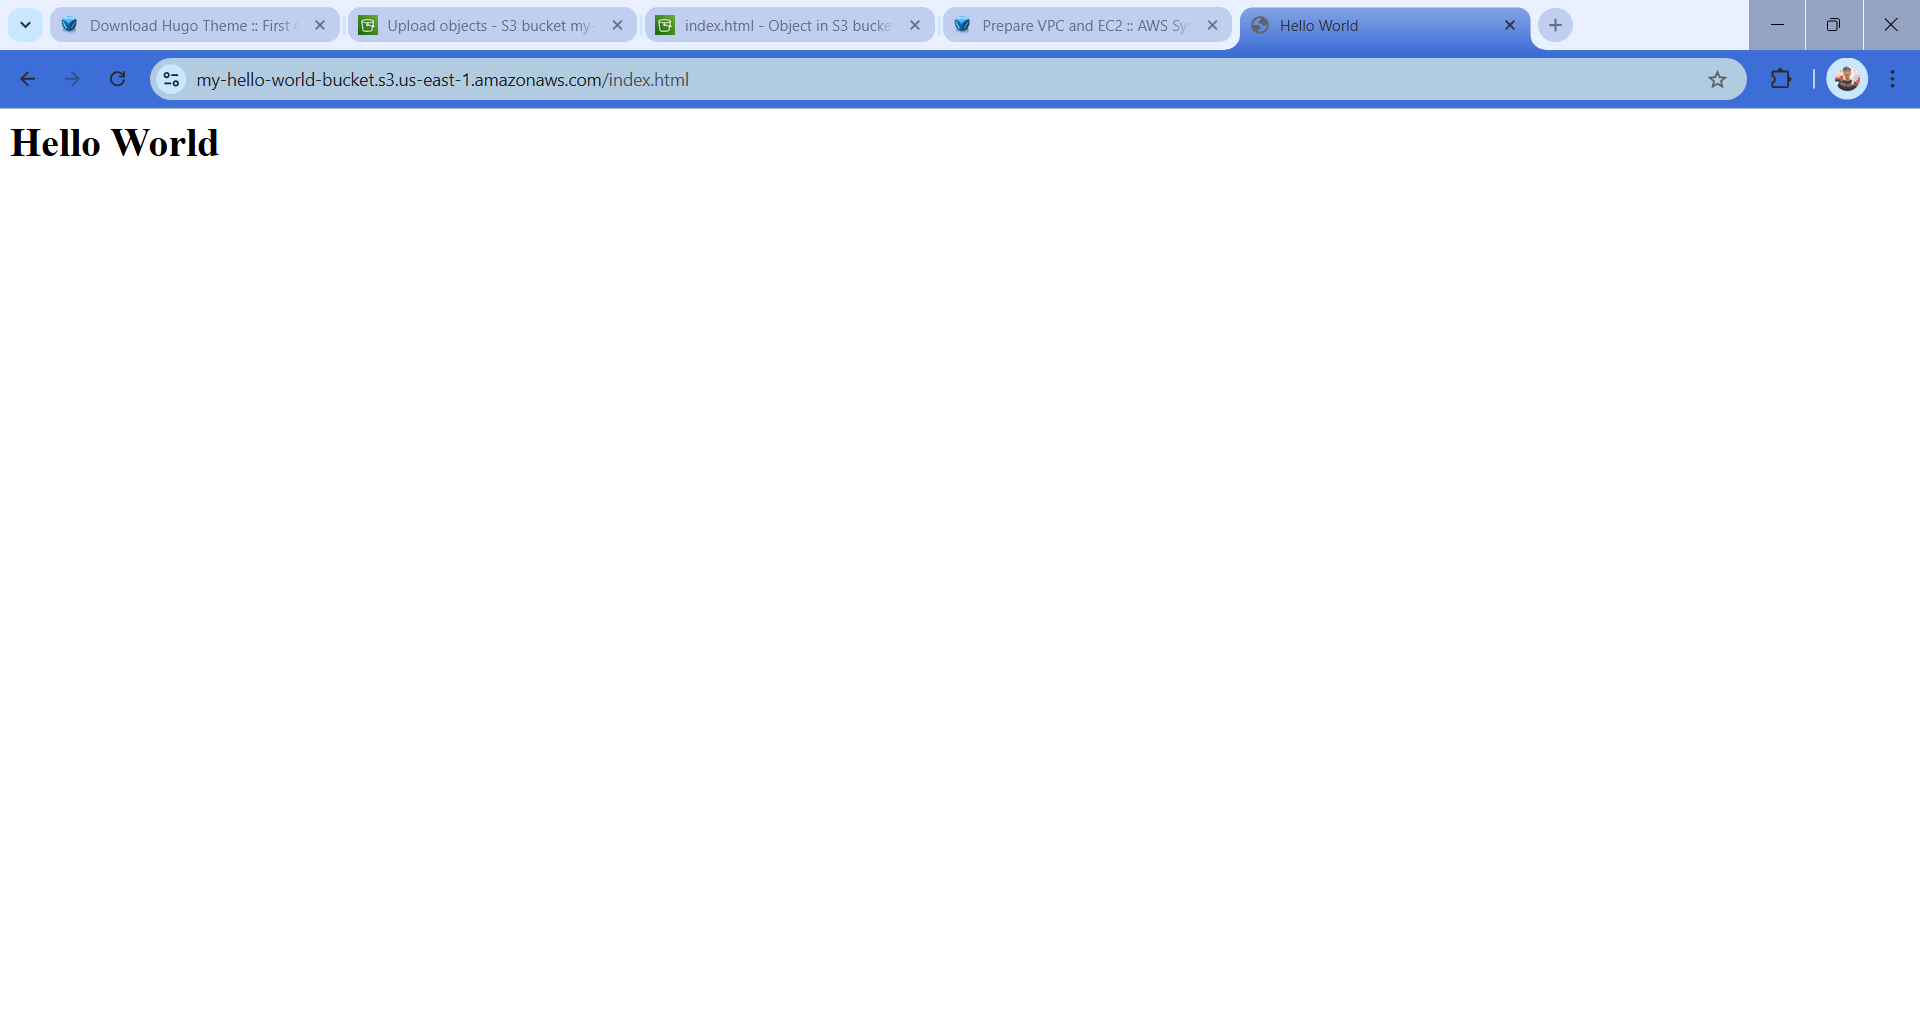 Download Hugo Theme :: First
Upload objects - S3 bucket my-
index.html - Object in S3 bucke
Prepare VPC and EC2 :: AWS Sys
Hello World
my-hello-world-bucket.s3.us-east-1.amazonaws.com/index.html
Hello World